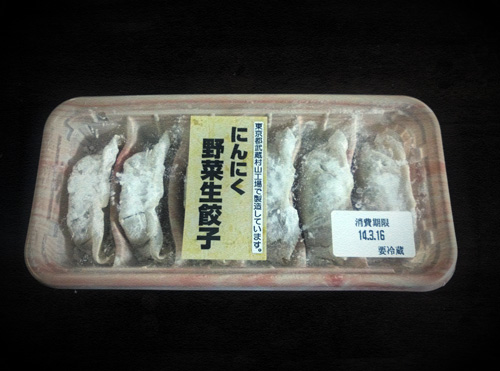 東京都武蔵村山工場で製造しています。
にんにく
野菜生餃子
消費期限
14.3.16
要冷蔵